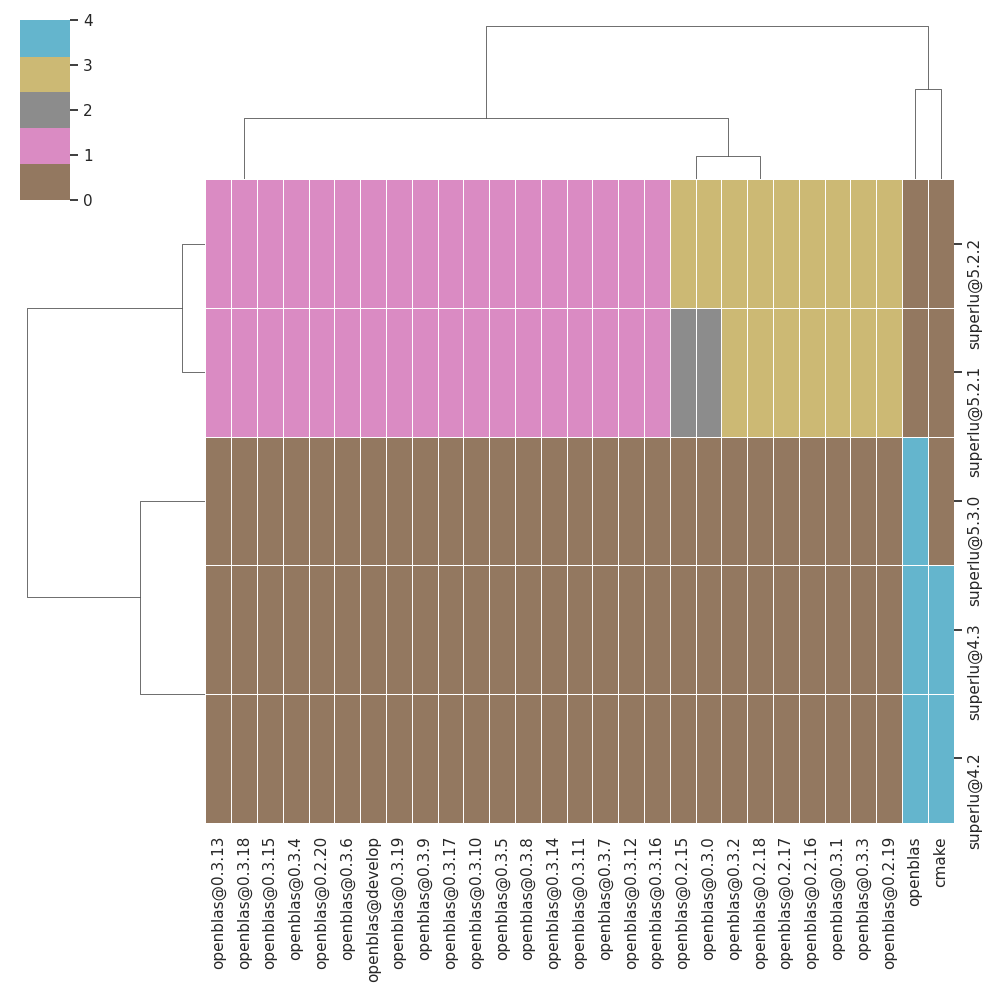 4
3
2
1
0
superlu@5.2.2
superlu@5.2.1
superlu@5.3.0
superlu@4.3
superlu@4.2
openblas@0.3.13
openblas@0.3.18
openblas@0.3.15
openblas@0.3.4
openblas@0.2.20
openblas@0.3.6
openblas@develop
openblas@0.3.19
openblas@0.3.9
openblas@0.3.17
openblas@0.3.10
openblas@0.3.5
openblas@0.3.8
openblas@0.3.14
openblas@0.3.11
openblas@0.3.7
openblas@0.3.12
openblas@0.3.16
openblas@0.2.15
openblas@0.3.0
openblas@0.3.2
openblas@0.2.18
openblas@0.2.17
openblas@0.2.16
openblas@0.3.1
openblas@0.3.3
openblas@0.2.19
openblas
cmake